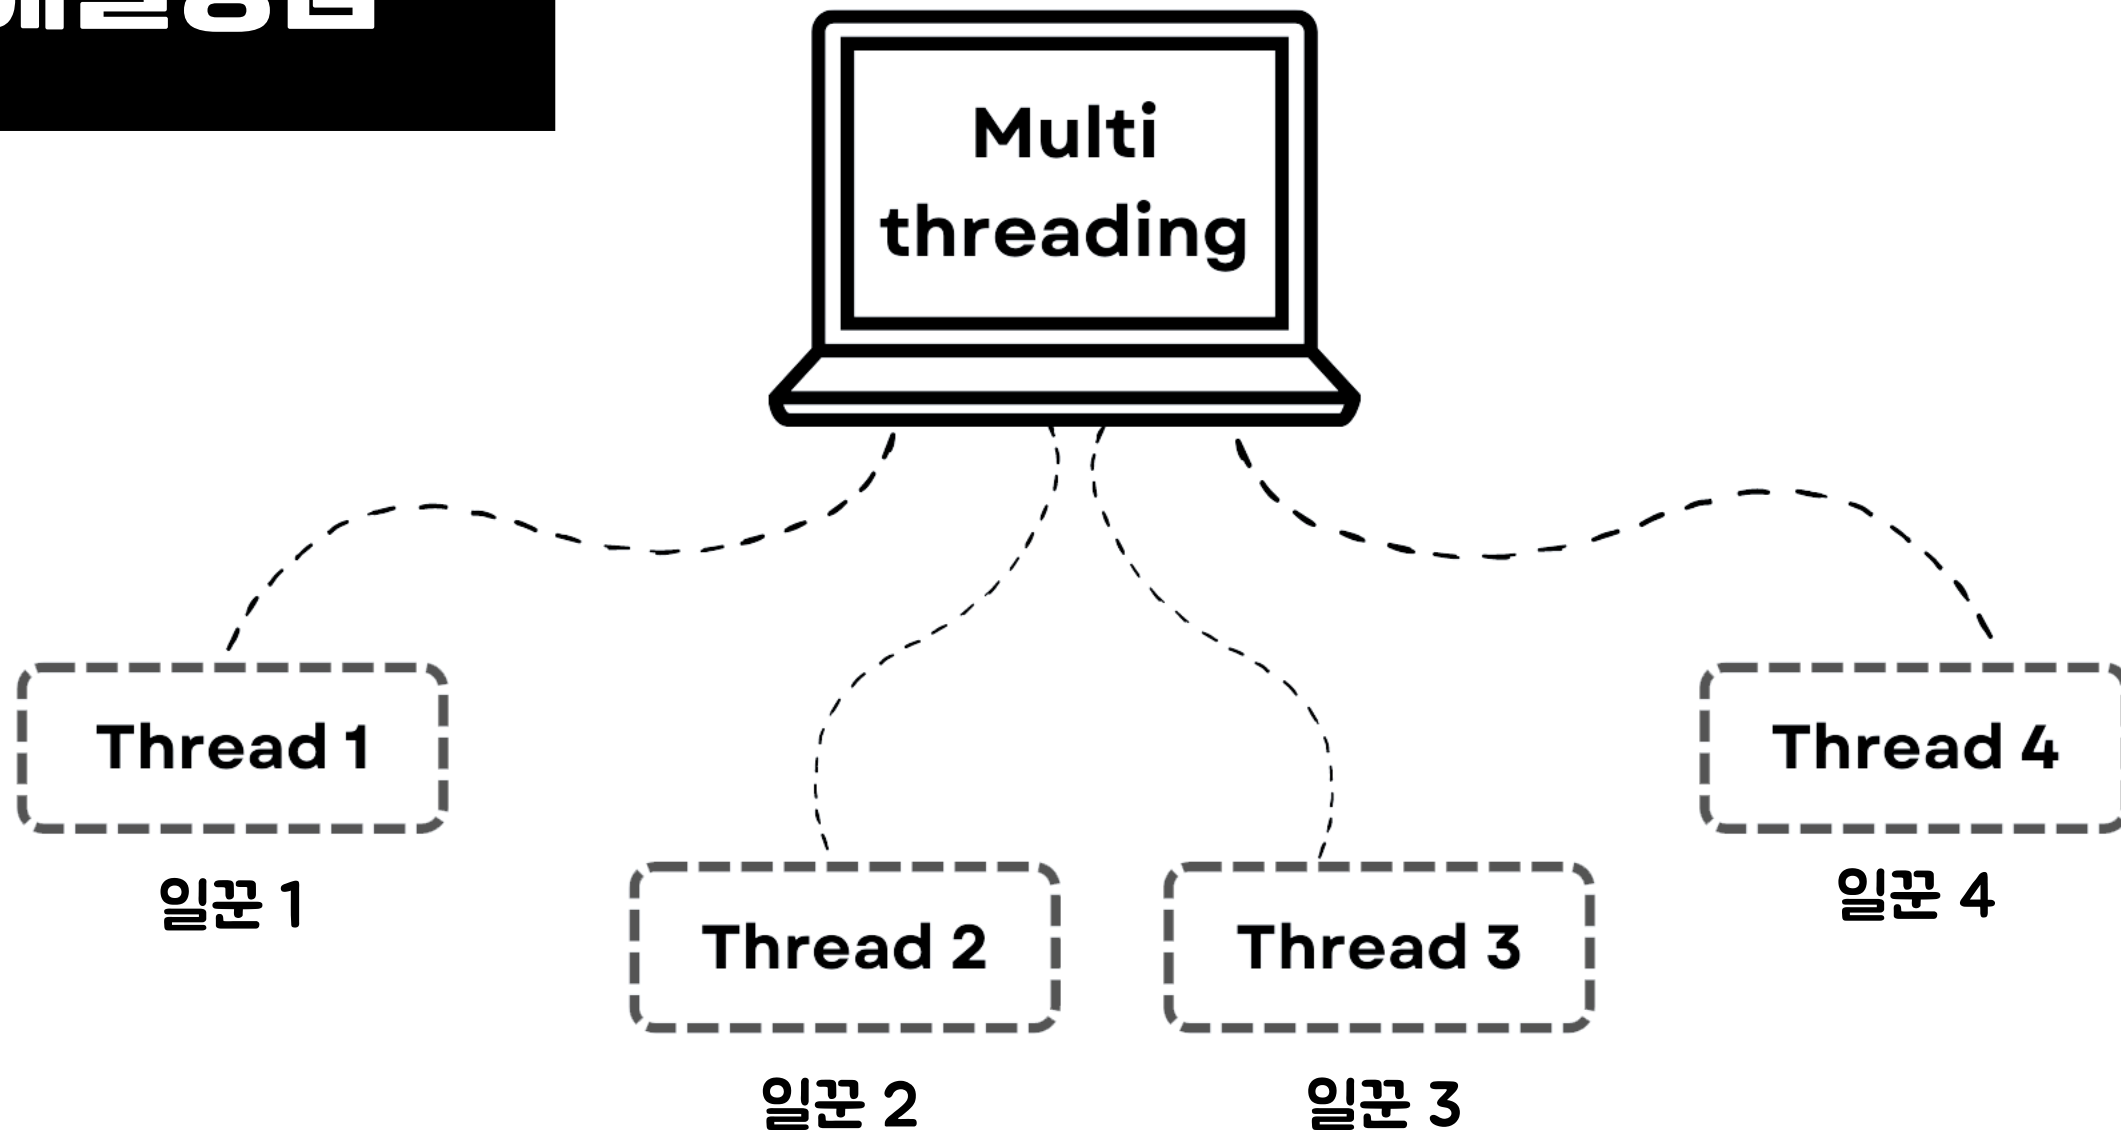 Multi
threading
Thread 1
Thread 4
일꾼 1
일꾼 4
Thread 2
Thread 3
일꾼 2
일꾼 3